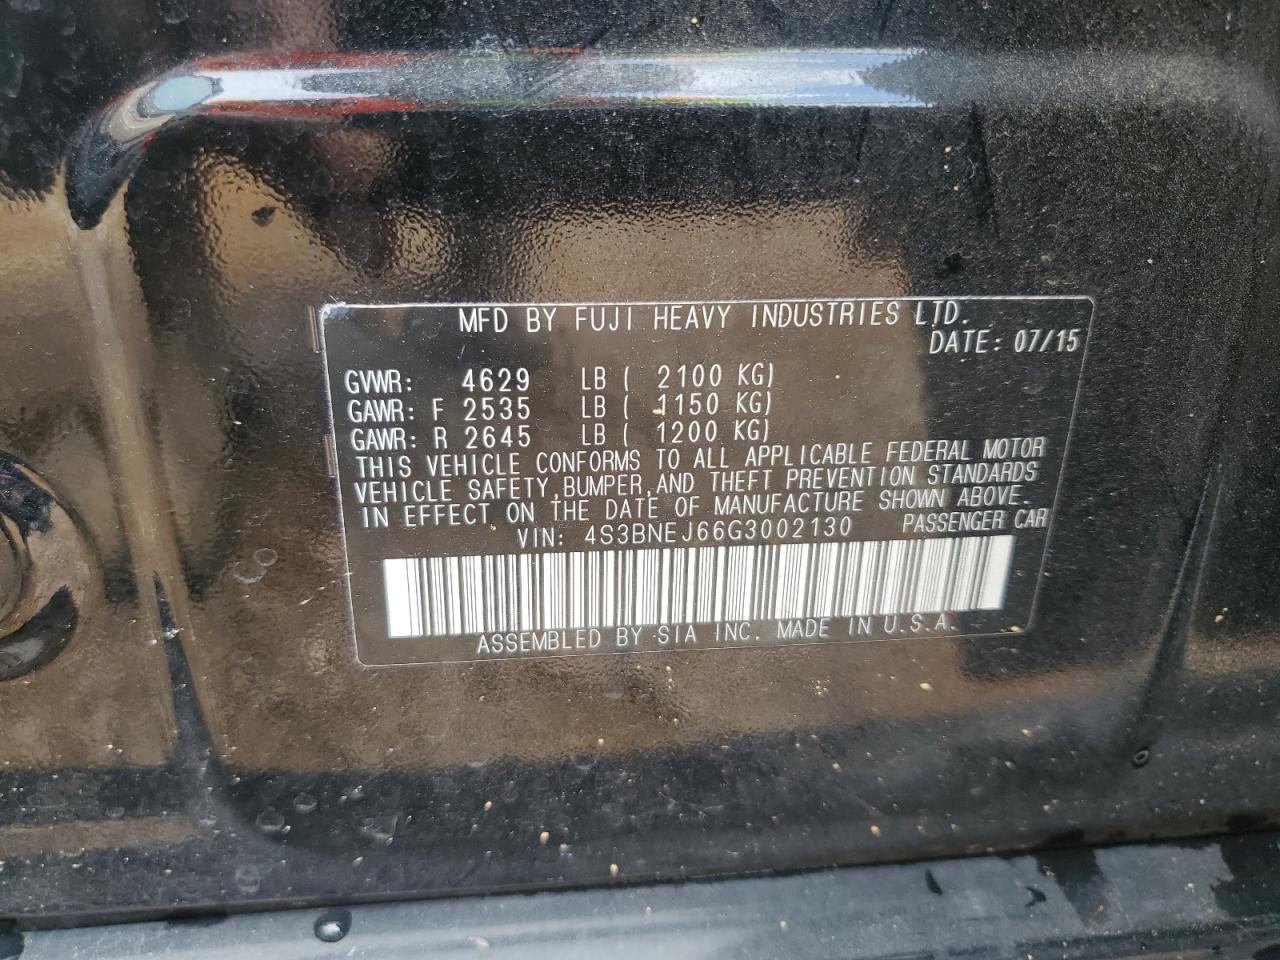 MFD BY FUJI HEAVY INDUSTRIES LTD.
DATE: 07/15
GVWR: 4629 LB ( 2100 KG)
GAWR: F 2535 LB ( 1150 KG)
GAWR: R 2645 LB ( 1200 KG)
THIS VEHICLE CONFORMS TO ALL APPLICABLE FEDERAL MOTOR
VEHICLE SAFETY, BUMPER, AND THEFT PREVENTION STANDARDS
IN EFFECT ON THE DATE OF MANUFACTURE SHOWN ABOVE.
VIN: 4S3BNEJ66G3002130 PASSENGER CAR
ASSEMBLED BY SIA INC. MADE IN U.S.A.